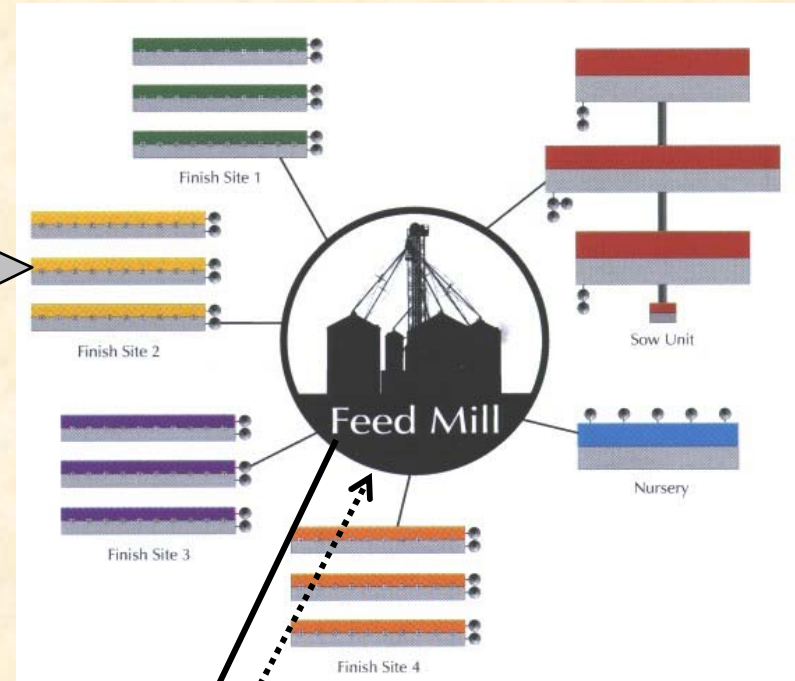 Finish Site 1
Finish Site 2
Sow Unit
Feed Mill
Nursery
Finish Site 3
Finish Site 4